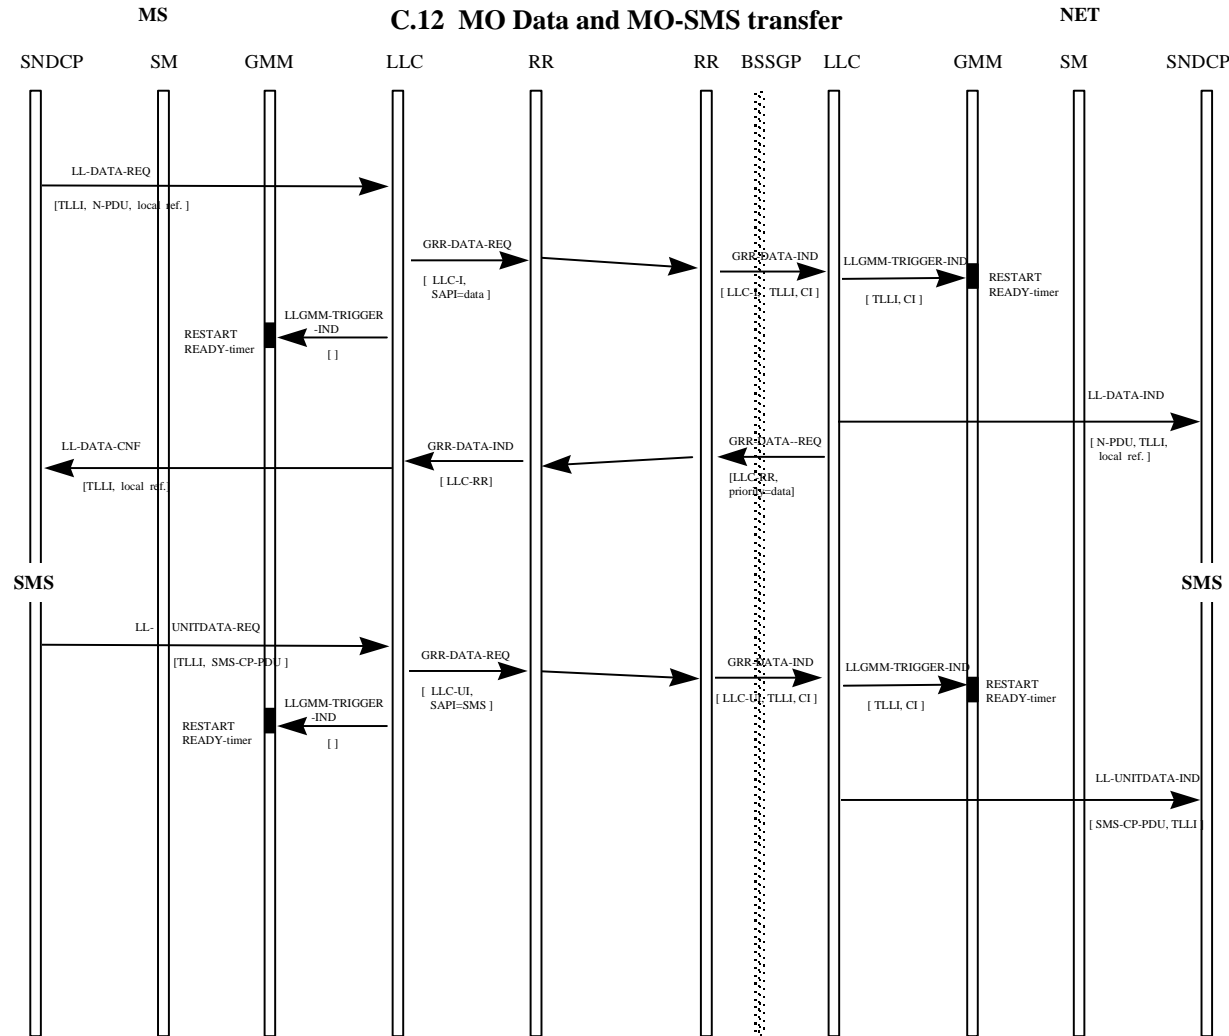 MS
C.12 MO Data and MO-SMS transfer
NET
SNDCP SM GMM LLC RR RR BSSGP LLC GMM SM SNDCP
LL-DATA-REQ
[TLLI, N-PDU, local ref. ]
GRR-DATA-REQ
[ LLC-I,
SAPI=data ]
GRR-DATA-IND
[ LLC-I, TLLI, CI ]
LLGMM-TRIGGER-IND
[ TLLI, CI ]
RESTART
READY-timer
LLGMM-TRIGGER
-IND
[ ]
RESTART
READY-timer
LL-DATA-IND
[ N-PDU, TLLI,
local ref. ]
LL-DATA-CNF
[TLLI, local ref.]
GRR-DATA-IND
[ LLC-RR]
GRR-DATA--REQ
[LLC-RR,
priority=data]
SMS
SMS
LL- UNITDATA-REQ
[TLLI, SMS-CP-PDU ]
GRR-DATA-REQ
[ LLC-UI,
SAPI=SMS ]
GRR-DATA-IND
[ LLC-UI, TLLI, CI ]
LLGMM-TRIGGER-IND
[ TLLI, CI ]
RESTART
READY-timer
LLGMM-TRIGGER
-IND
[ ]
RESTART
READY-timer
LL-UNITDATA-IND
[ SMS-CP-PDU, TLLI ]